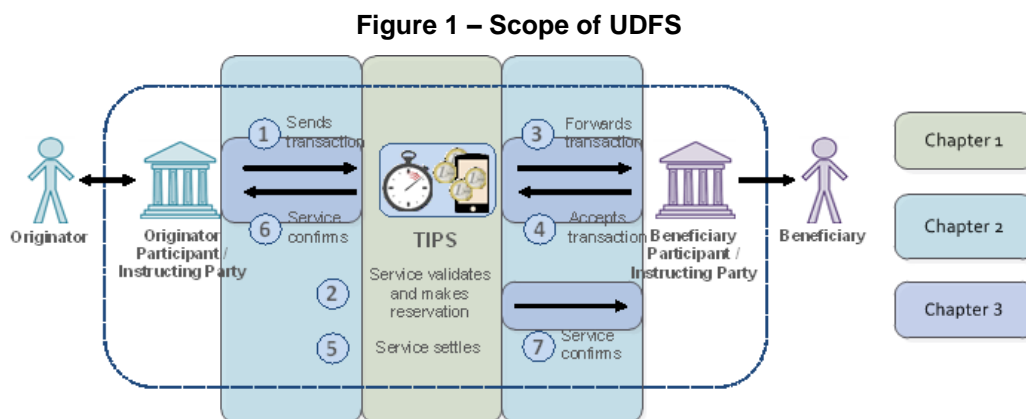 Figure 1 – Scope of UDFS
1
Sends
transaction
3
Forwards
transaction
6
Service
confirms
TIPS
4
Accepts
transaction
Originator
Originator
Participant /
Instructing Party
Beneficiary
Participant /
Instructing Party
Beneficiary
2
Service validates
and makes
reservation
5
Service settles
7
Service
confirms
Chapter 1
Chapter 2
Chapter 3